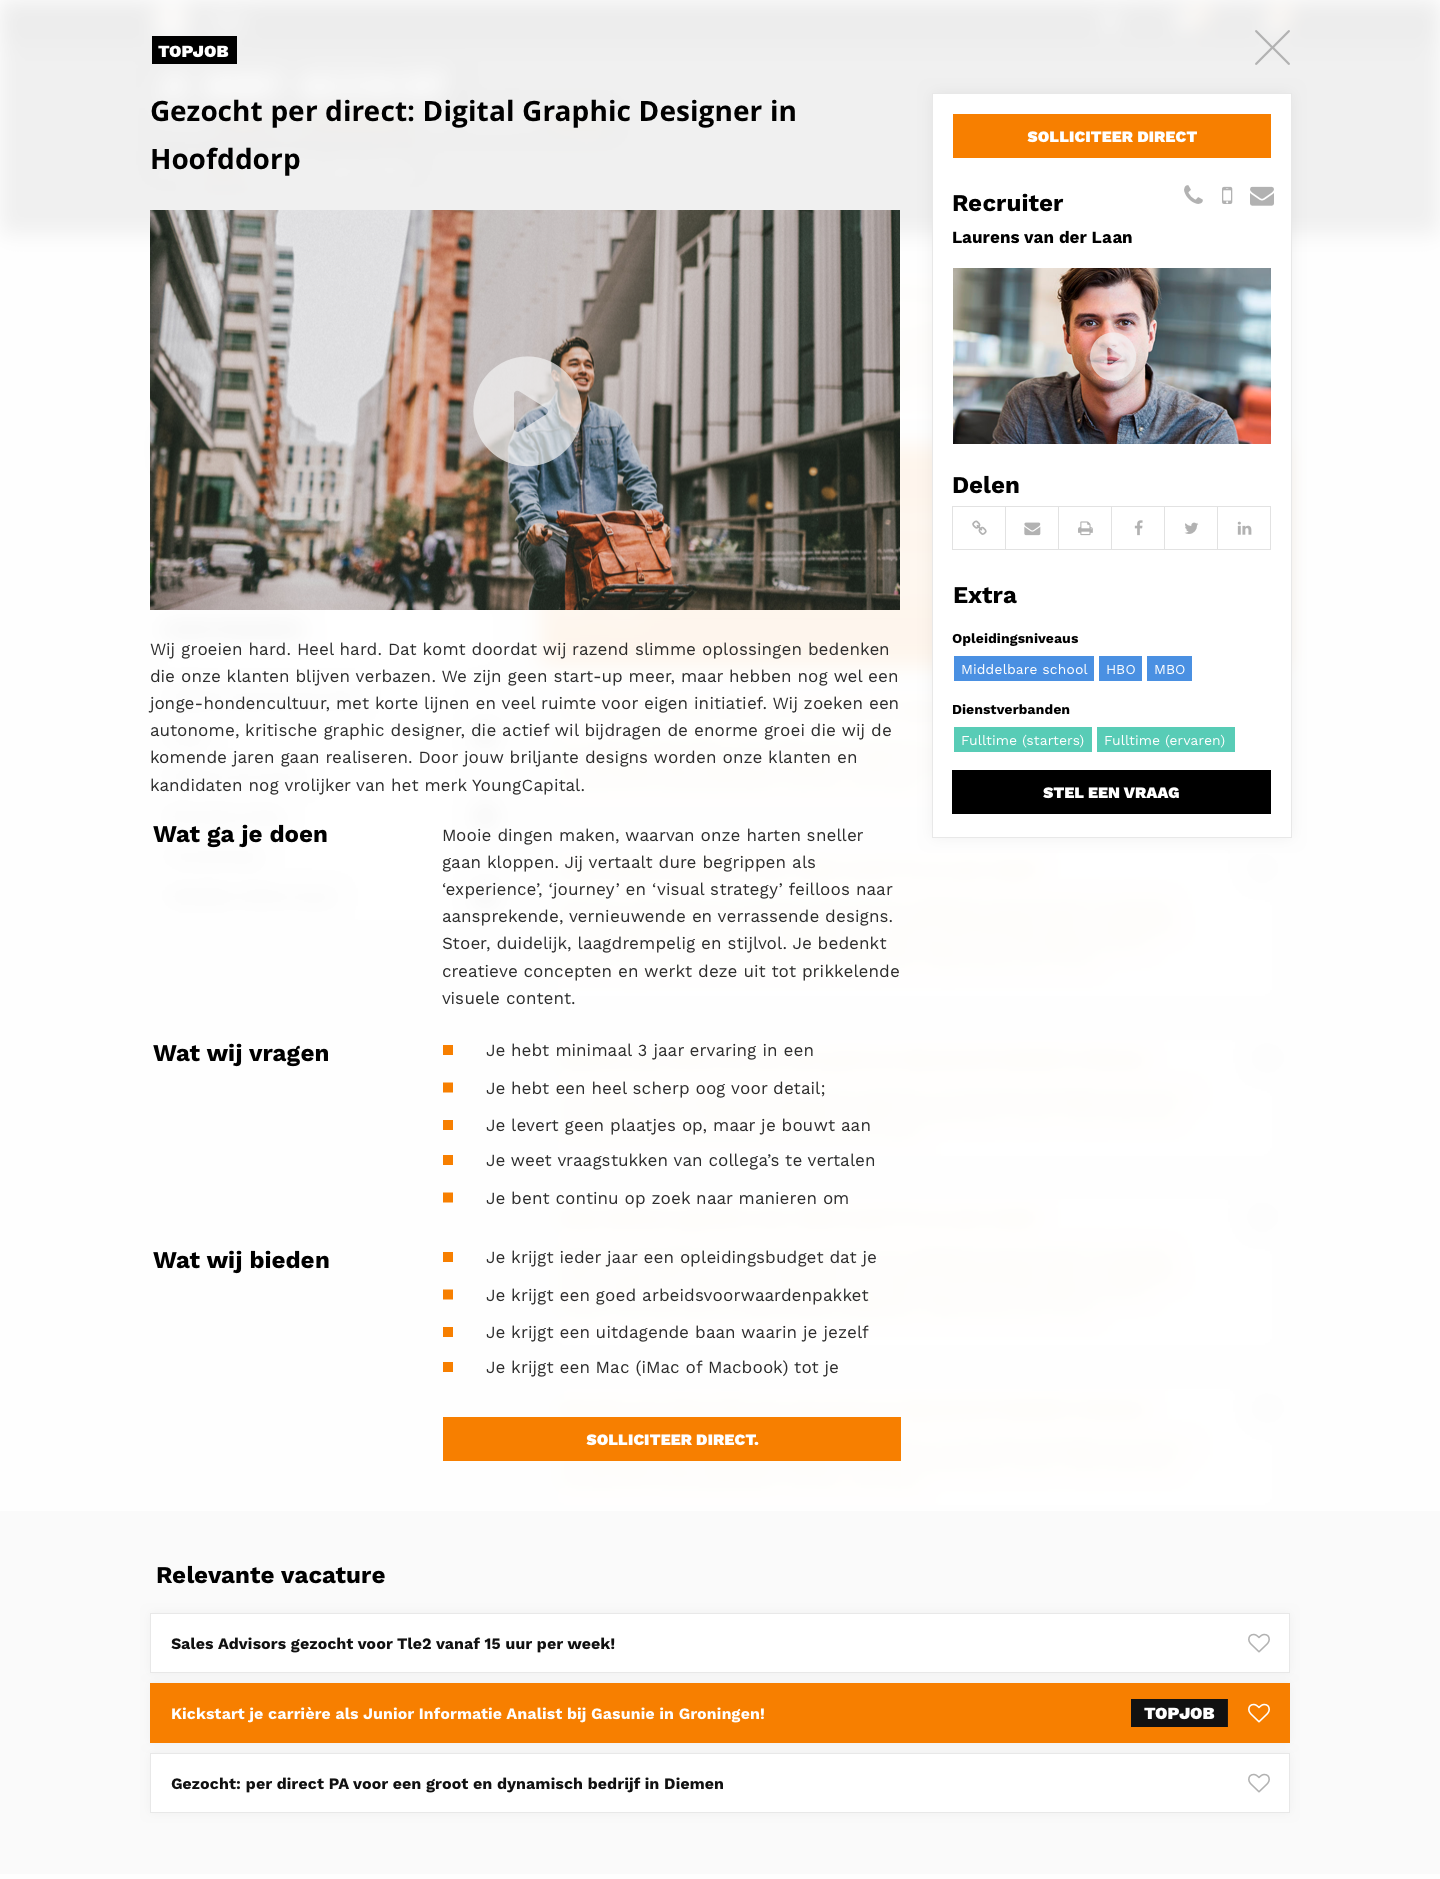 TOPJOB
Gezocht per direct: Digital Graphic Designer in
Hoofddorp
Wij groeien hard. Heel hard. Dat komt doordat wij razend slimme oplossingen bedenken
die onze klanten blijven verbazen. We zijn geen start-up meer, maar hebben nog wel een
jonge-hondencultuur, met korte lijnen en veel ruimte voor eigen initiatief. Wij zoeken een
autonome, kritische graphic designer, die actief wil bijdragen de enorme groei die wij de
komende jaren gaan realiseren. Door jouw briljante designs worden onze klanten en
kandidaten nog vrolijker van het merk YoungCapital.
Wat ga je doen
Mooie dingen maken, waarvan onze harten sneller
gaan kloppen. Jij vertaalt dure begrippen als
‘experience’, ‘journey’ en ‘visual strategy’ feilloos naar
aansprekende, vernieuwende en verrassende designs.
Stoer, duidelijk, laagdrempelig en stijlvol. Je bedenkt
creatieve concepten en werkt deze uit tot prikkelende
visuele content.
Wat wij vragen
Je hebt minimaal 3 jaar ervaring in een
Je hebt een heel scherp oog voor detail;
Je levert geen plaatjes op, maar je bouwt aan
Je weet vraagstukken van collega’s te vertalen
Je bent continu op zoek naar manieren om
Wat wij bieden
Je krijgt ieder jaar een opleidingsbudget dat je
Je krijgt een goed arbeidsvoorwaardenpakket
Je krijgt een uitdagende baan waarin je jezelf
Je krijgt een Mac (iMac of Macbook) tot je
SOLLICITEER DIRECT.
SOLLICITEER DIRECT
Recruiter
Laurens van der Laan
Delen
Extra
Opleidingsniveaus
Middelbare school HBO MBO
Dienstverbanden
Fulltime (starters) Fulltime (ervaren)
STEL EEN VRAAG
Relevante vacature
Sales Advisors gezocht voor Tle2 vanaf 15 uur per week!
Kickstart je carrière als Junior Informatie Analist bij Gasunie in Groningen! TOPJOB
Gezocht: per direct PA voor een groot en dynamisch bedrijf in Diemen